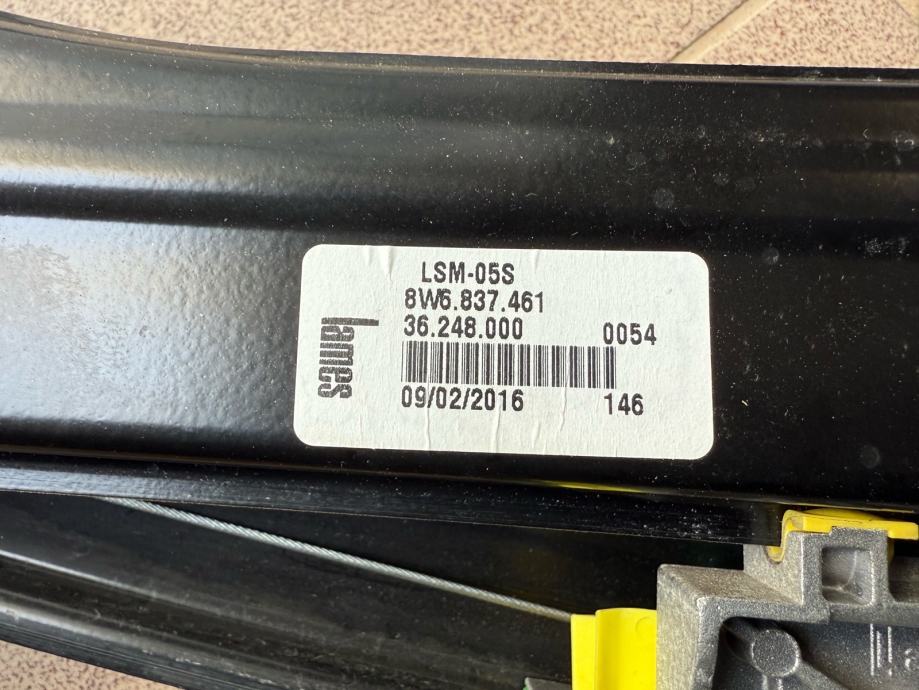 LSM-05S
8W6.837.461
36.248.000 0054
09/02/2016 146
Lames